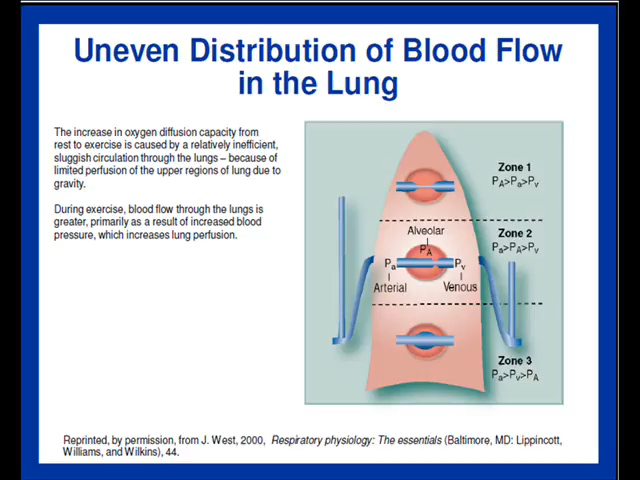 Uneven Distribution of Blood Flow
in the Lung
The increase in oxygen diffusion capacity from
rest to exercise is caused by a relatively inefficient,
sluggish circulation through the lungs – because of
limited perfusion of the upper regions of lung due to
gravity.
During exercise, blood flow through the lungs is
greater, primarily as a result of increased blood
pressure, which increases lung perfusion.
Zone 1
PA>Pa>Pv
Zone 2
Pa>PA>Pv
Alveolar
PA
Pa
Pv
Arterial
Venous
Zone 3
Pa>Pv>PA
Reprinted, by permission, from J. West, 2000, Respiratory physiology: The essentials (Baltimore, MD: Lippincott,
Williams, and Wilkins), 44.